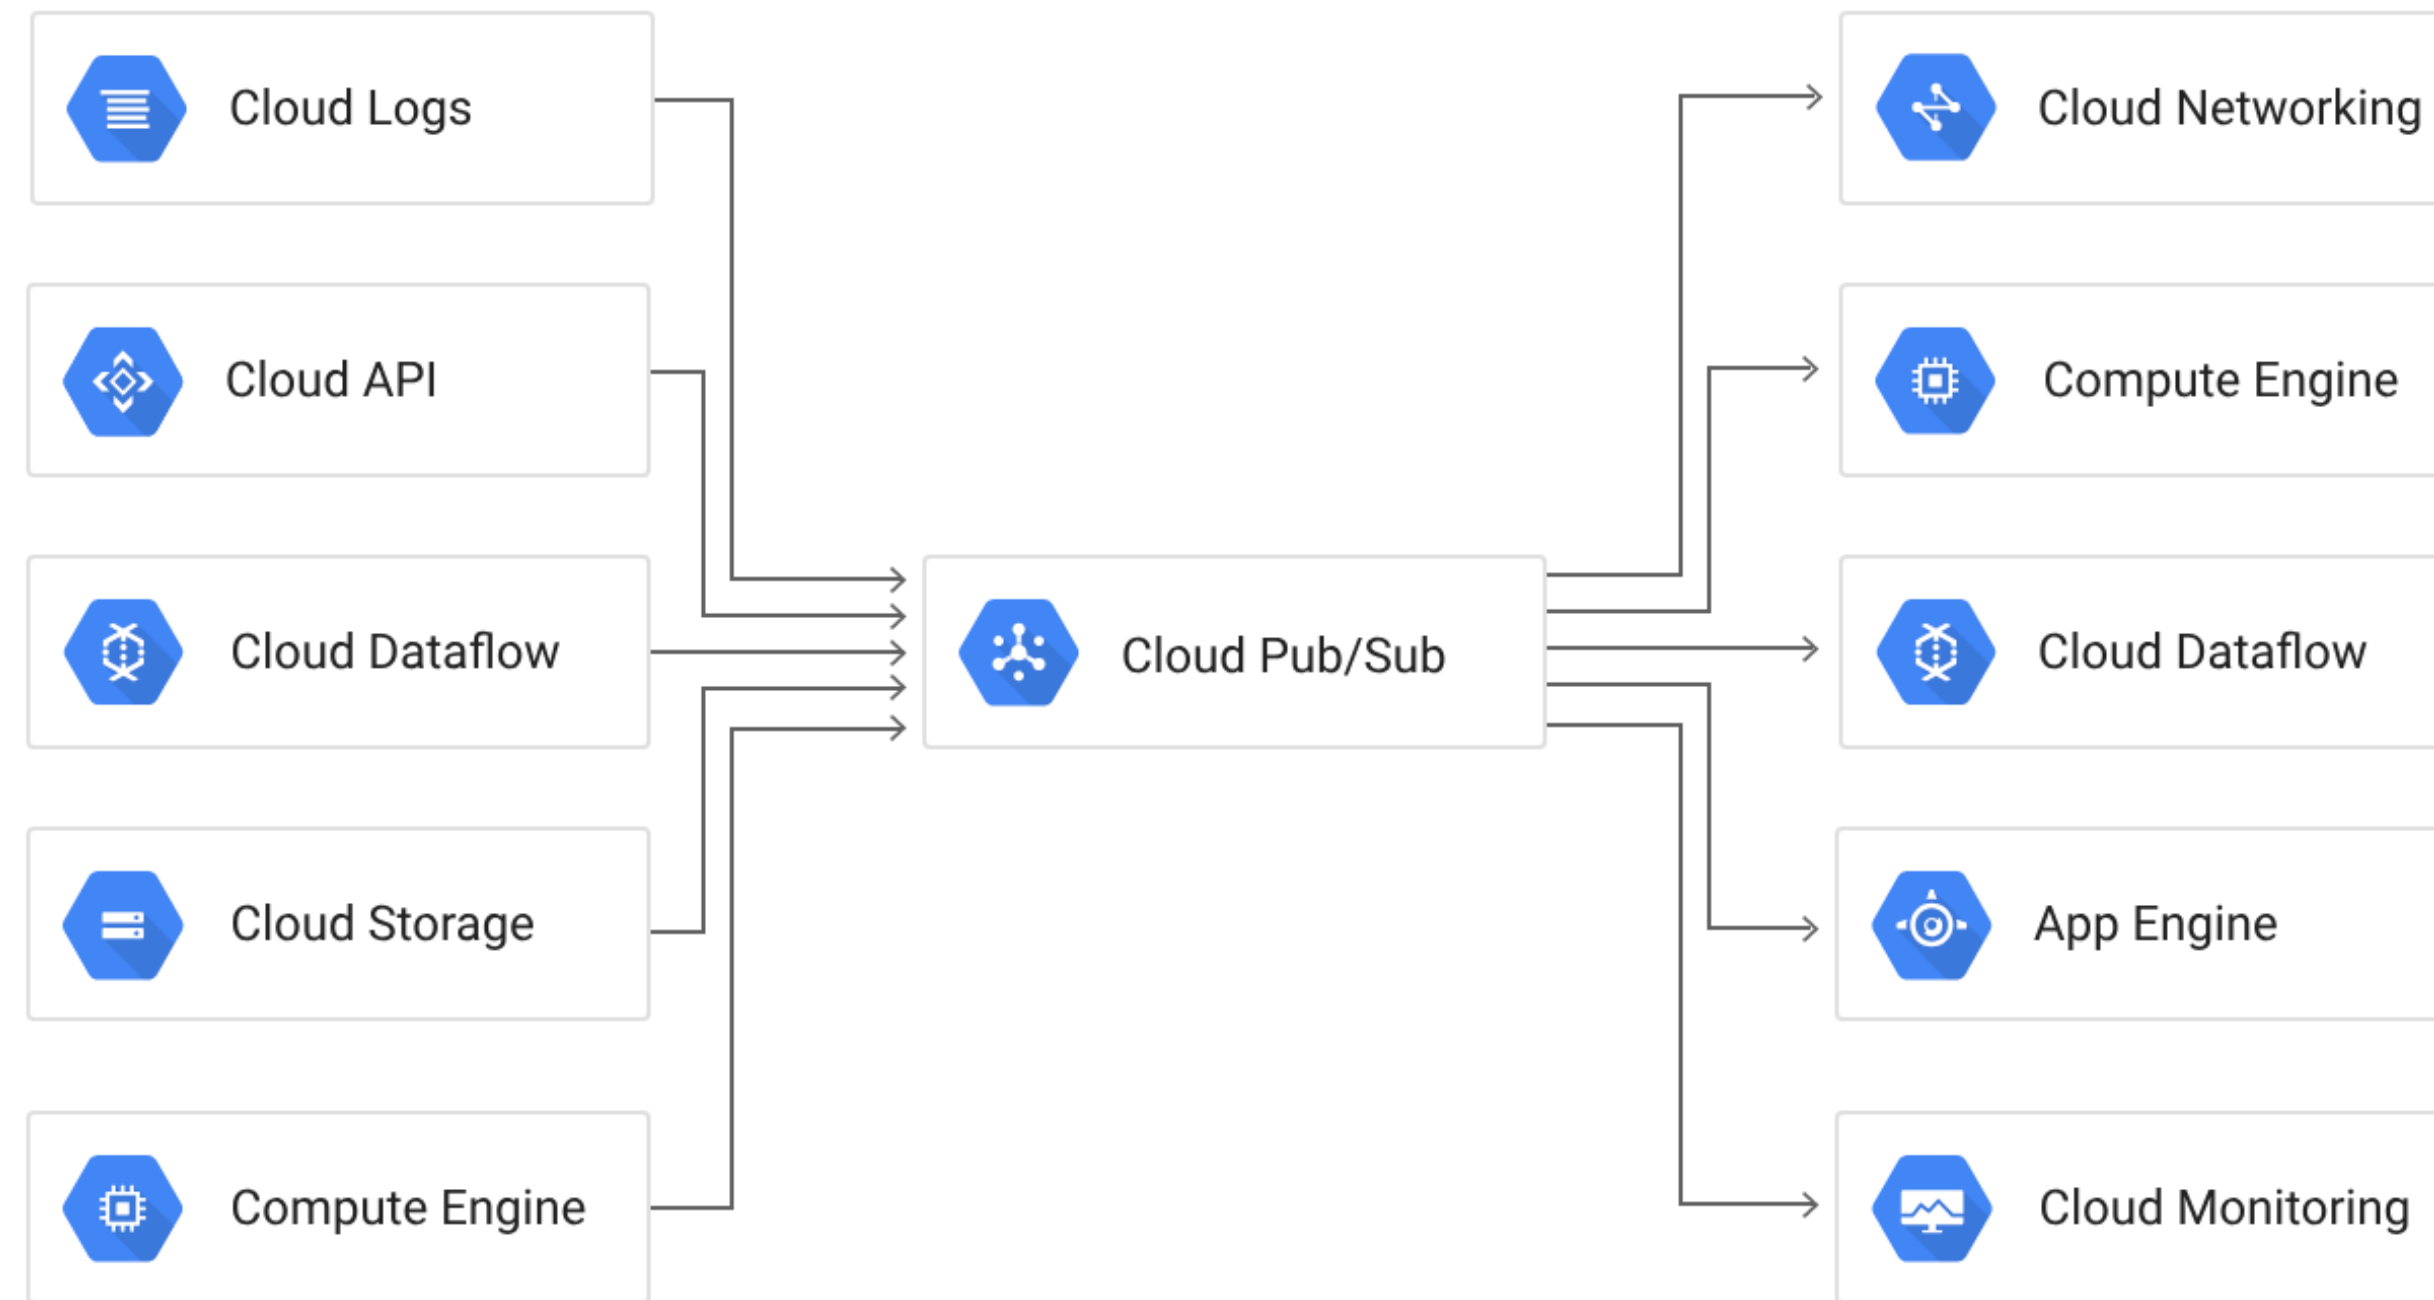 Cloud Logs
Cloud API
Cloud Dataflow
Cloud Storage
Compute Engine
Cloud Pub/Sub
Cloud Networking
Compute Engine
Cloud Dataflow
App Engine
Cloud Monitoring